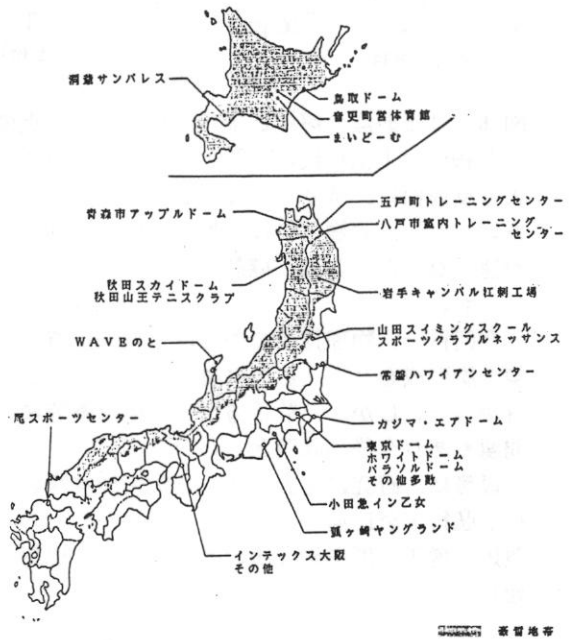 洞爺サンパレス
鳥取ドーム
音更町営体育館
まいどーむ
五戸町トレーニングセンター
八戸市室内トレーニング
センター
青森市アップルドーム
秋田スカイドーム
秋田山王テニスクラブ
岩手キャンバル江刺工場
山田スイミングスクール
スポーツクラブルネッサンス
WAVEのと
常磐ハワイアンセンター
尾スポーツセンター
カジマ・エアドーム
東京ドーム
ホワイトドーム
パラソルドーム
その他多数
小田急イン乙女
狐ヶ崎ヤングランド
インテックス大阪
その他
豪雪地帯